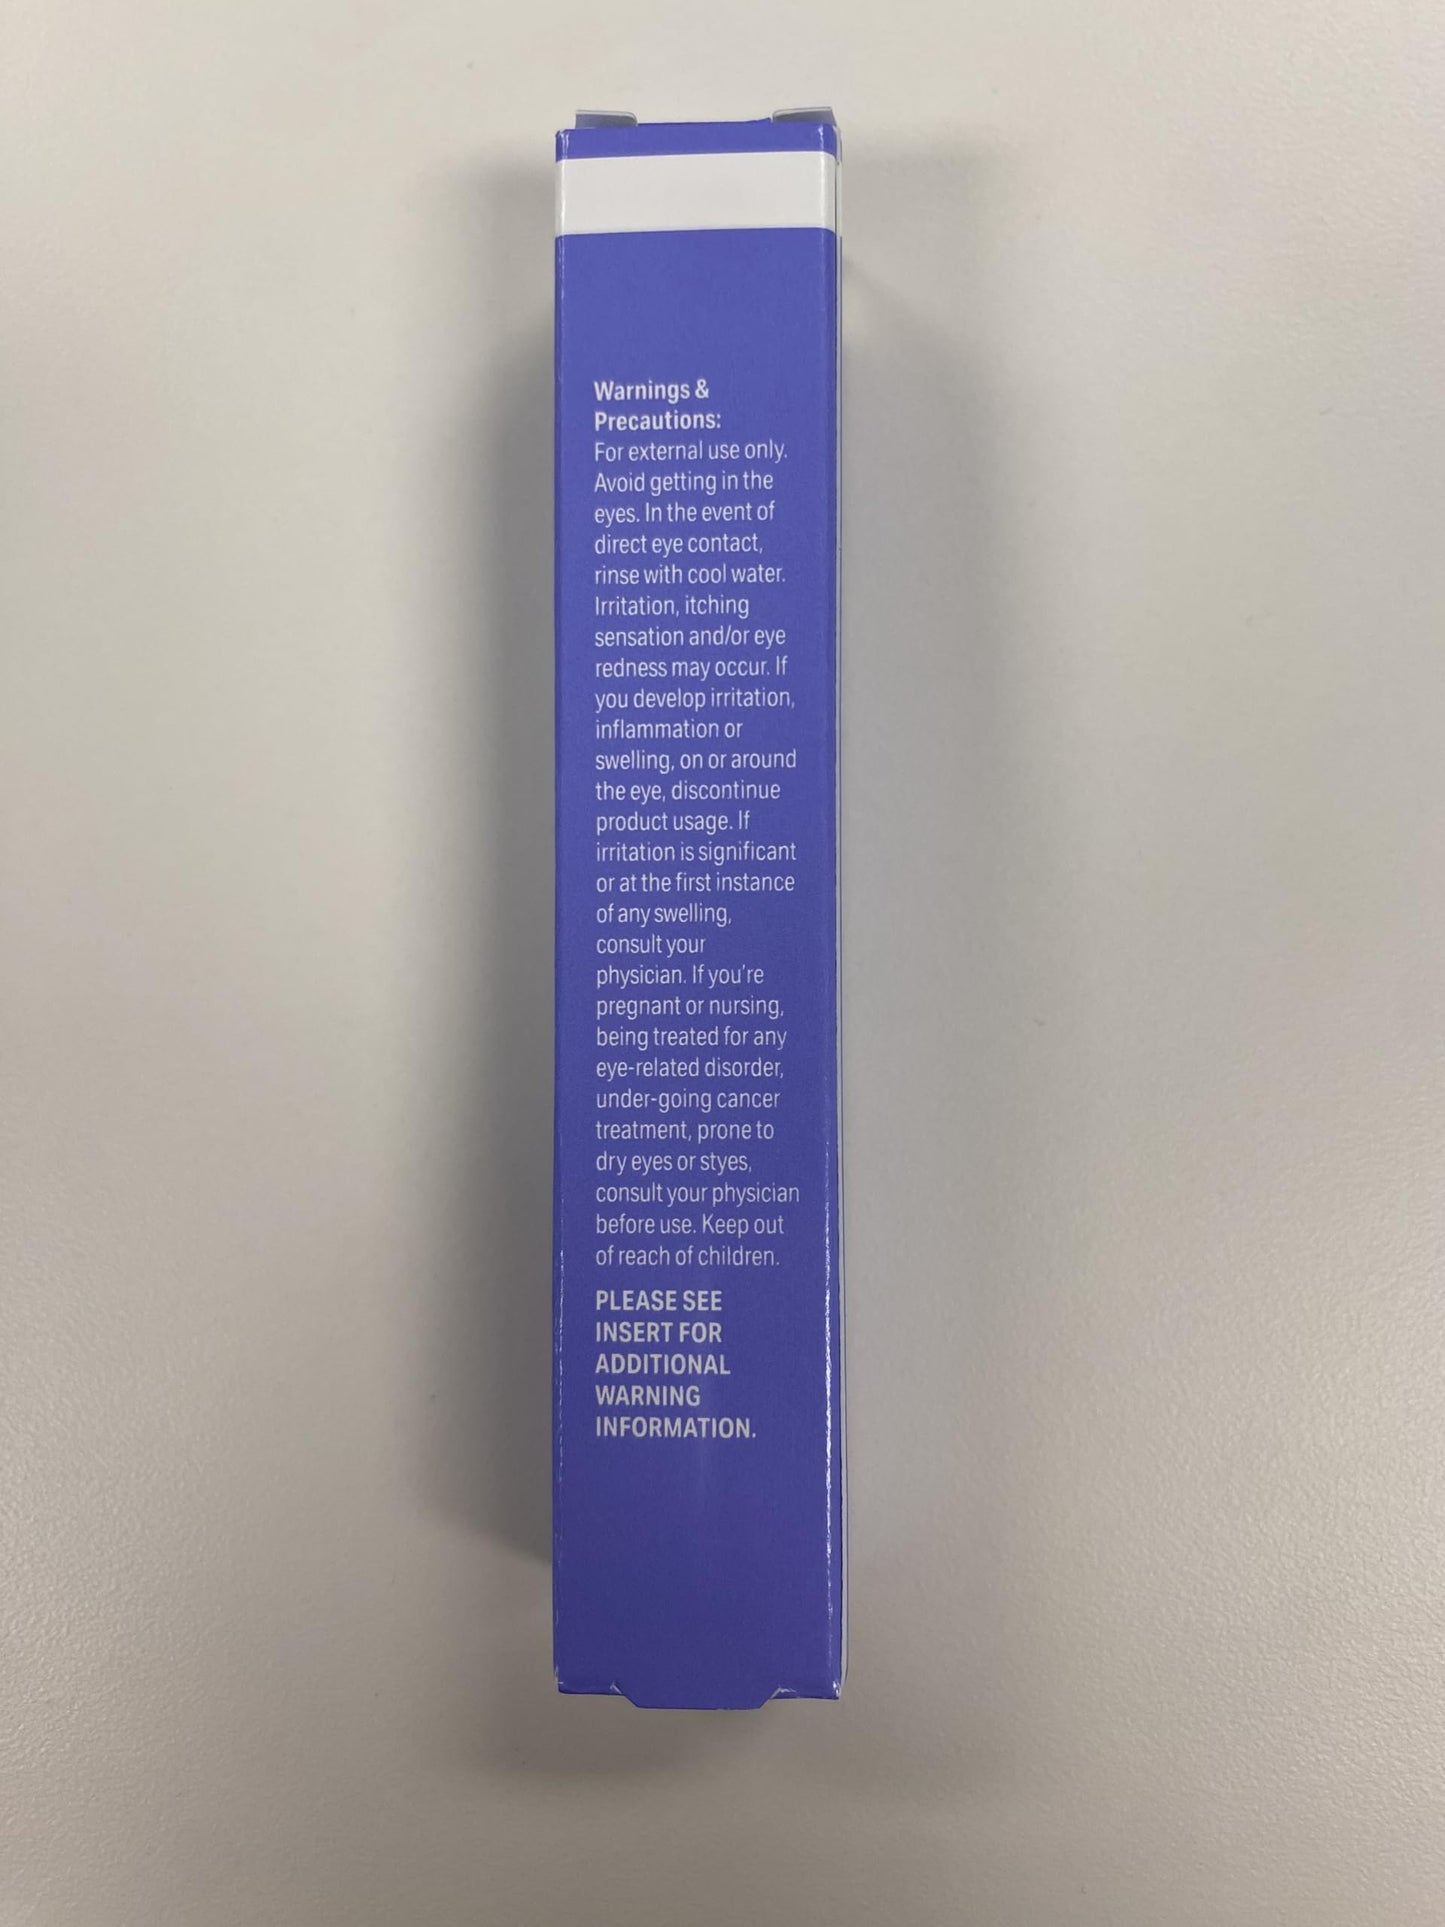 Warnings &
Precautions:
For external use only.
Avoid getting in the
eyes. In the event of
direct eye contact,
rinse with cool water.
Irritation, itching
sensation and/or eye
redness may occur. If
you develop irritation,
inflammation or
swelling, on or around
the eye, discontinue
product usage. If
irritation is significant
or at the first instance
of any swelling,
consult your
physician. If you're
pregnant or nursing,
being treated for any
eye-related disorder,
under-going cancer
treatment, prone to
dry eyes or styes,
consult your physician
before use. Keep out
of reach of children.
PLEASE SEE
INSERT FOR
ADDITIONAL
WARNING
INFORMATION.